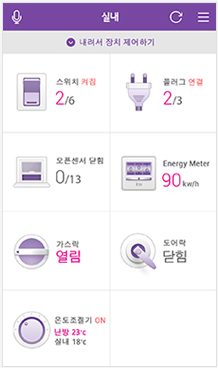 실내
내려서 장치 제어하기
스위치 켜짐
2/6
플러그 연결
2/3
오픈센서 닫힘
0/13
Energy Meter
90 kw/h
가스락
열림
도어락
닫힘
온도조절기 ON
난방 23℃
실내 18℃